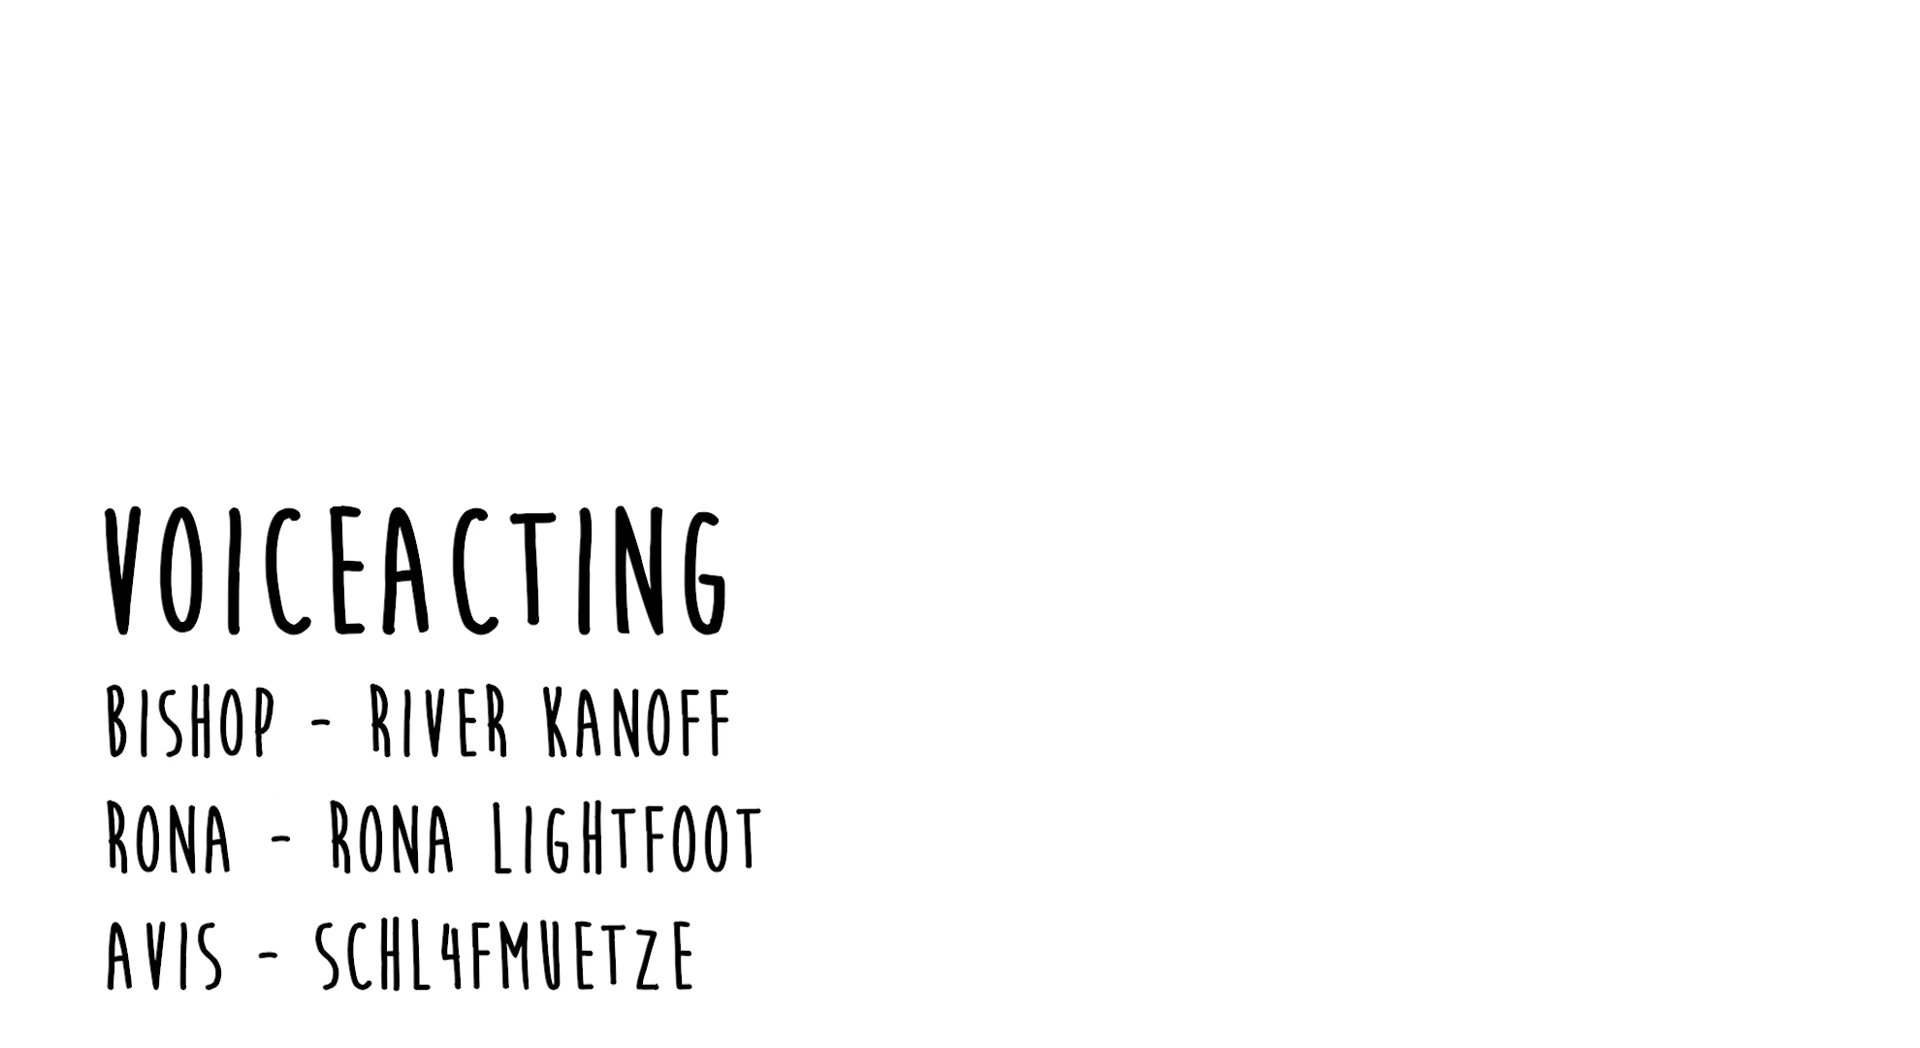 VOICEACTING
BISHOP - RIVER KANOFF
RONA - RONA LIGHTFOOT
AVIS - SCHL4FMUETZE